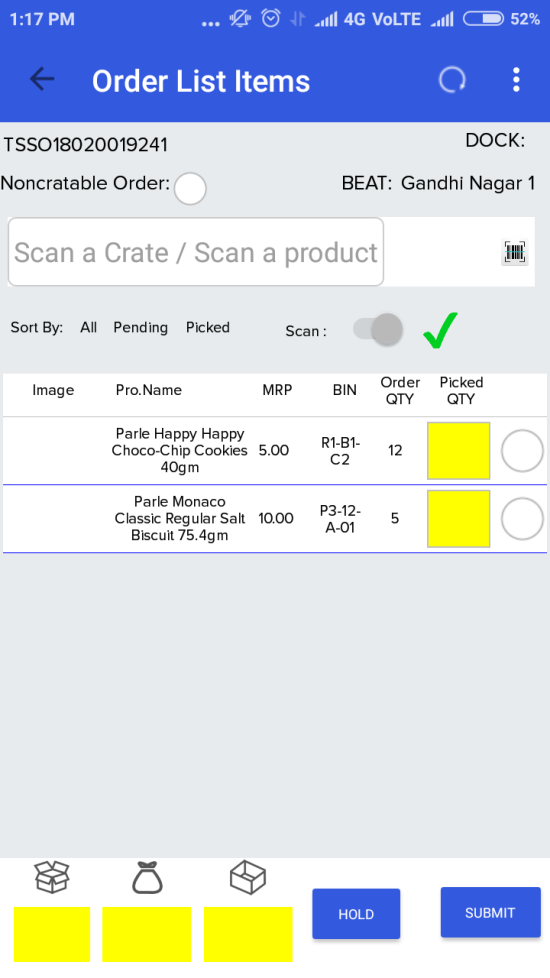 1:17 PM ... 4G VoLTE 52%
Order List Items
TSSO18020019241 DOCK:
Noncratable Order: BEAT: Gandhi Nagar 1
Scan a Crate / Scan a product
Sort By: All Pending Picked Scan :
Image Pro.Name MRP BIN Order QTY Picked QTY
Parle Happy Happy
Choco-Chip Cookies
40gm
5.00
R1-B1-
C2
12
Parle Monaco
Classic Regular Salt
Biscuit 75.4gm
10.00
P3-12-
A-01
5
HOLD SUBMIT